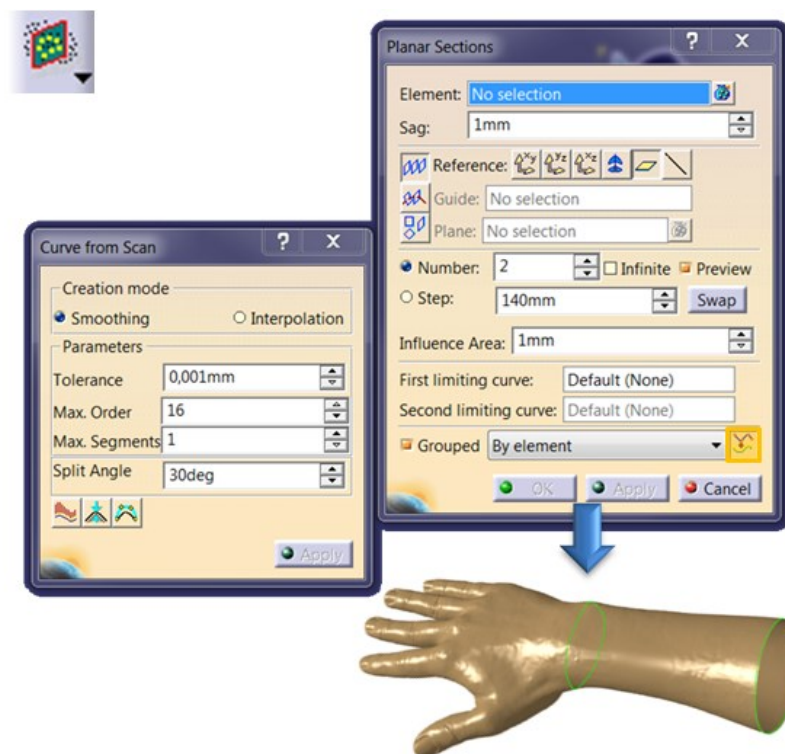 Planar Sections
Element: No selection
Sag: 1mm
Reference: xy yz xz
Guide: No selection
Plane: No selection
Number: 2 Infinite Preview
Step: 140mm Swap
Influence Area: 1mm
First limiting curve: Default (None)
Second limiting curve: Default (None)
Grouped By element
OK Apply Cancel
Curve from Scan
Creation mode
Smoothing Interpolation
Parameters
Tolerance 0,001mm
Max. Order 16
Max. Segments 1
Split Angle 30deg
Apply